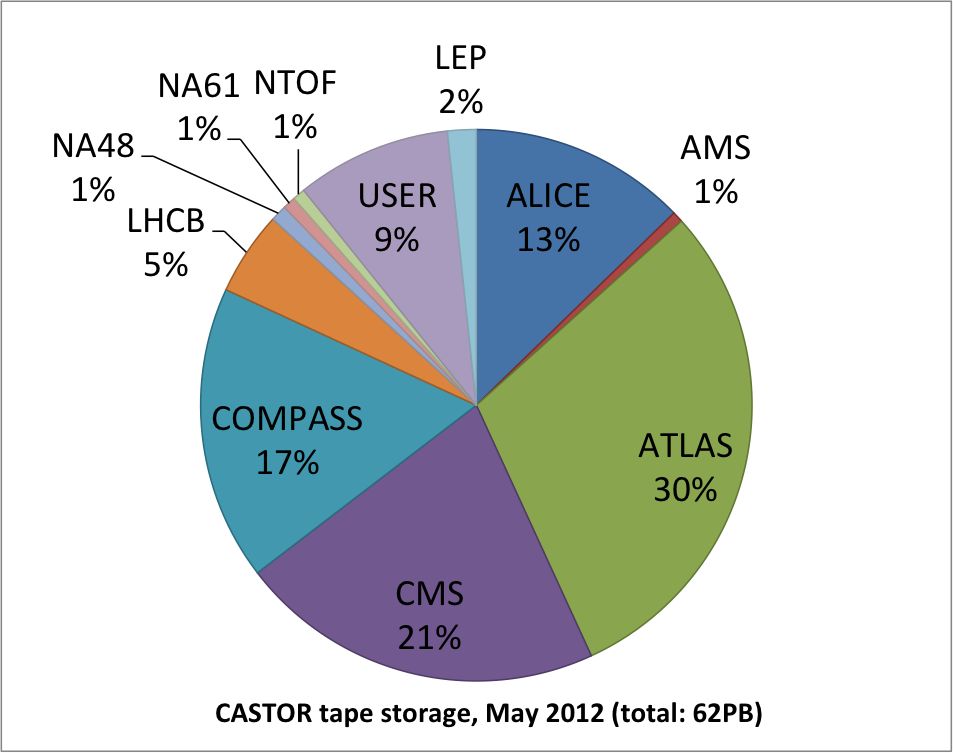 LEP
2%
NA61
1%
NTOF
1%
NA48
1%
AMS
1%
LHCB
5%
USER
9%
ALICE
13%
COMPASS
17%
ATLAS
30%
CMS
21%
CASTOR tape storage, May 2012 (total: 62PB)